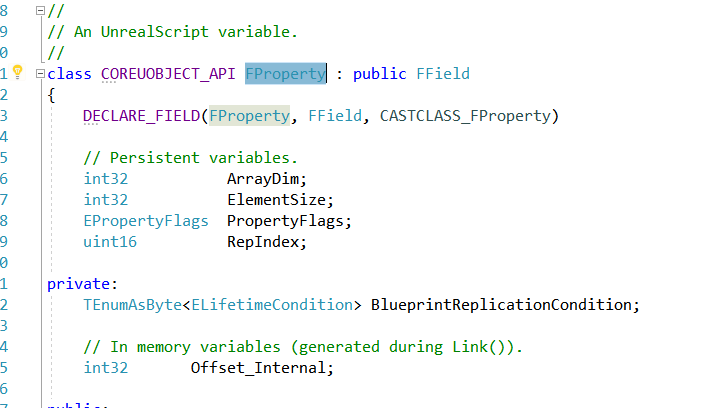 8 //
9 // An UnrealScript variable.
0 //
1 class COREUOBJECT_API FProperty : public FField
2 {
3 DECLARE_FIELD(FProperty, FField, CASTCLASS_FProperty)
4
5 // Persistent variables.
6 int32 ArrayDim;
7 int32 ElementSize;
8 EPropertyFlags PropertyFlags;
9 uint16 RepIndex;
0
1 private:
2 TEnumAsByte<ELifetimeCondition> BlueprintReplicationCondition;
3
4 // In memory variables (generated during Link()).
5 int32 Offset_Internal;
6
7 public: